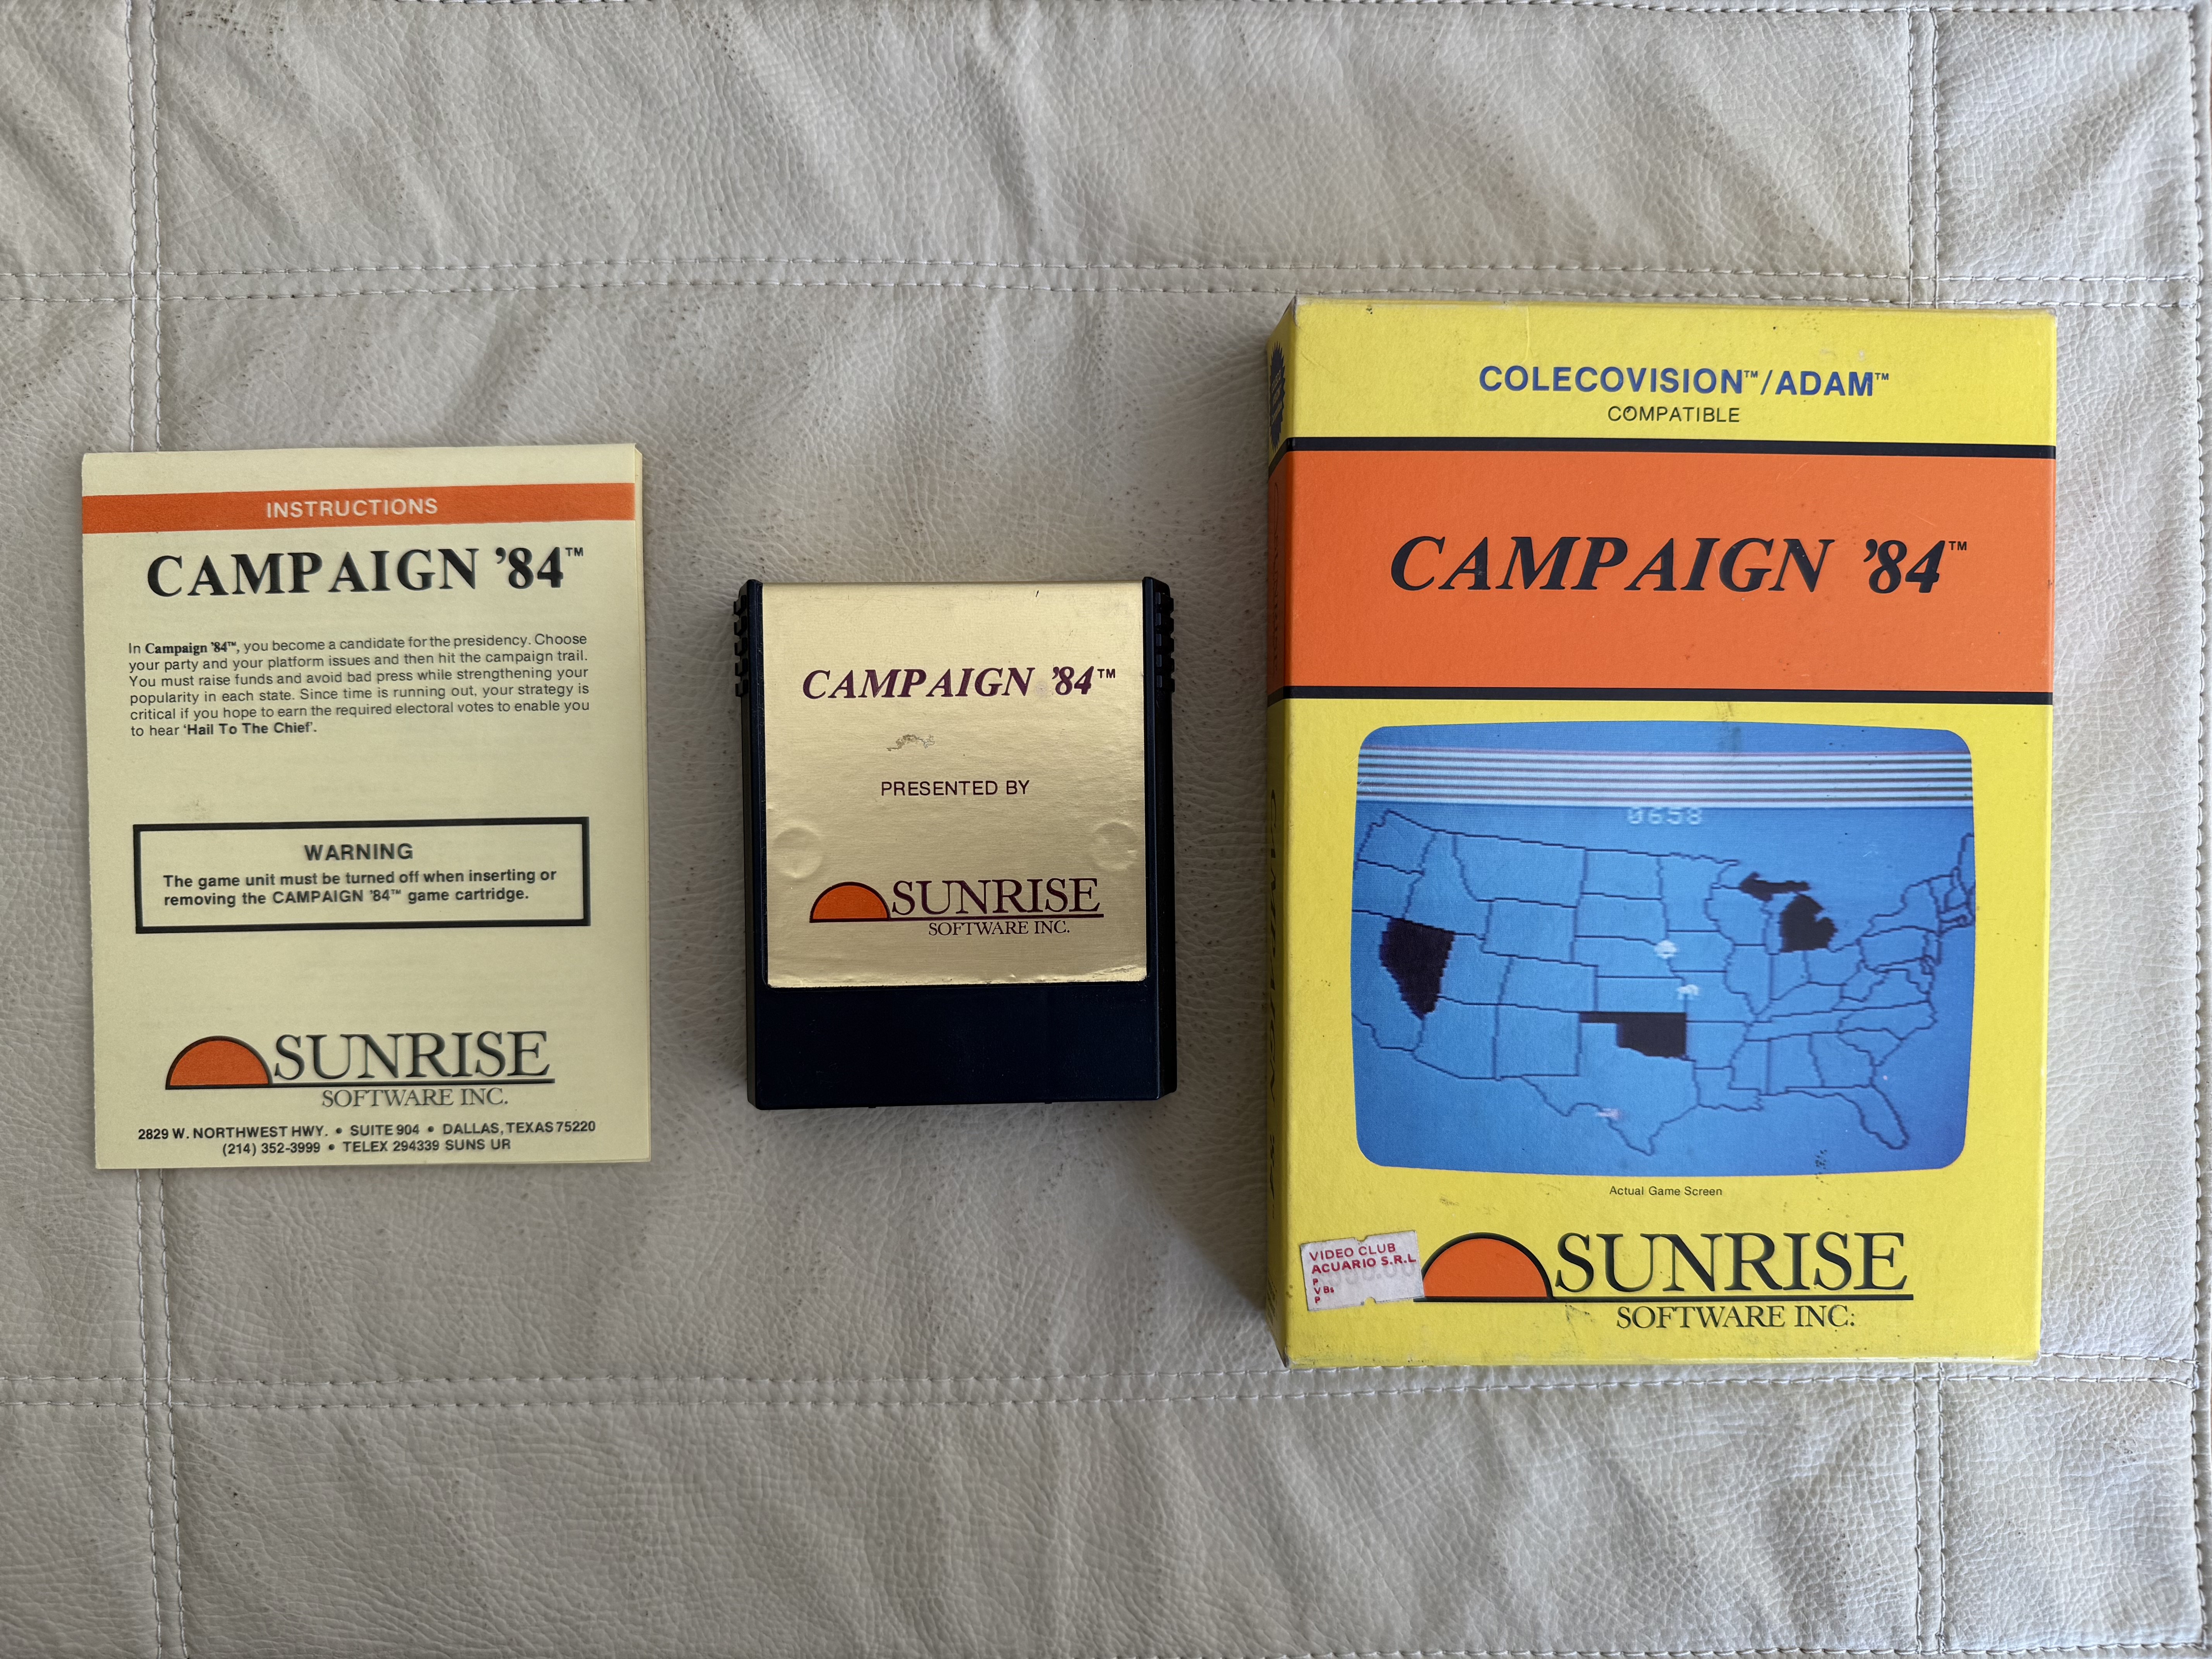 INSTRUCTIONS
CAMPAIGN ’84™
In Campaign ’84™, you become a candidate for the presidency. Choose
your party and your platform issues and then hit the campaign trail.
You must raise funds and avoid bad press while strengthening your
popularity in each state. Since time is running out, your strategy is
critical if you hope to earn the required electoral votes to enable you
to hear ‘Hail To The Chief’.
WARNING
The game unit must be turned off when inserting or
removing the CAMPAIGN ’84™ game cartridge.
SUNRISE
SOFTWARE INC.
2829 W. NORTHWEST HWY. • SUITE 904 • DALLAS, TEXAS 75220
(214) 352-3999 • TELEX 294339 SUNS UR
CAMPAIGN ’84™
PRESENTED BY
SUNRISE
SOFTWARE INC.
COLECOVISION™/ADAM™
COMPATIBLE
CAMPAIGN ’84™
0658
Actual Game Screen
VIDEO CLUB
ACUARIO S.R.L
P
V Bs
P
SUNRISE
SOFTWARE INC.